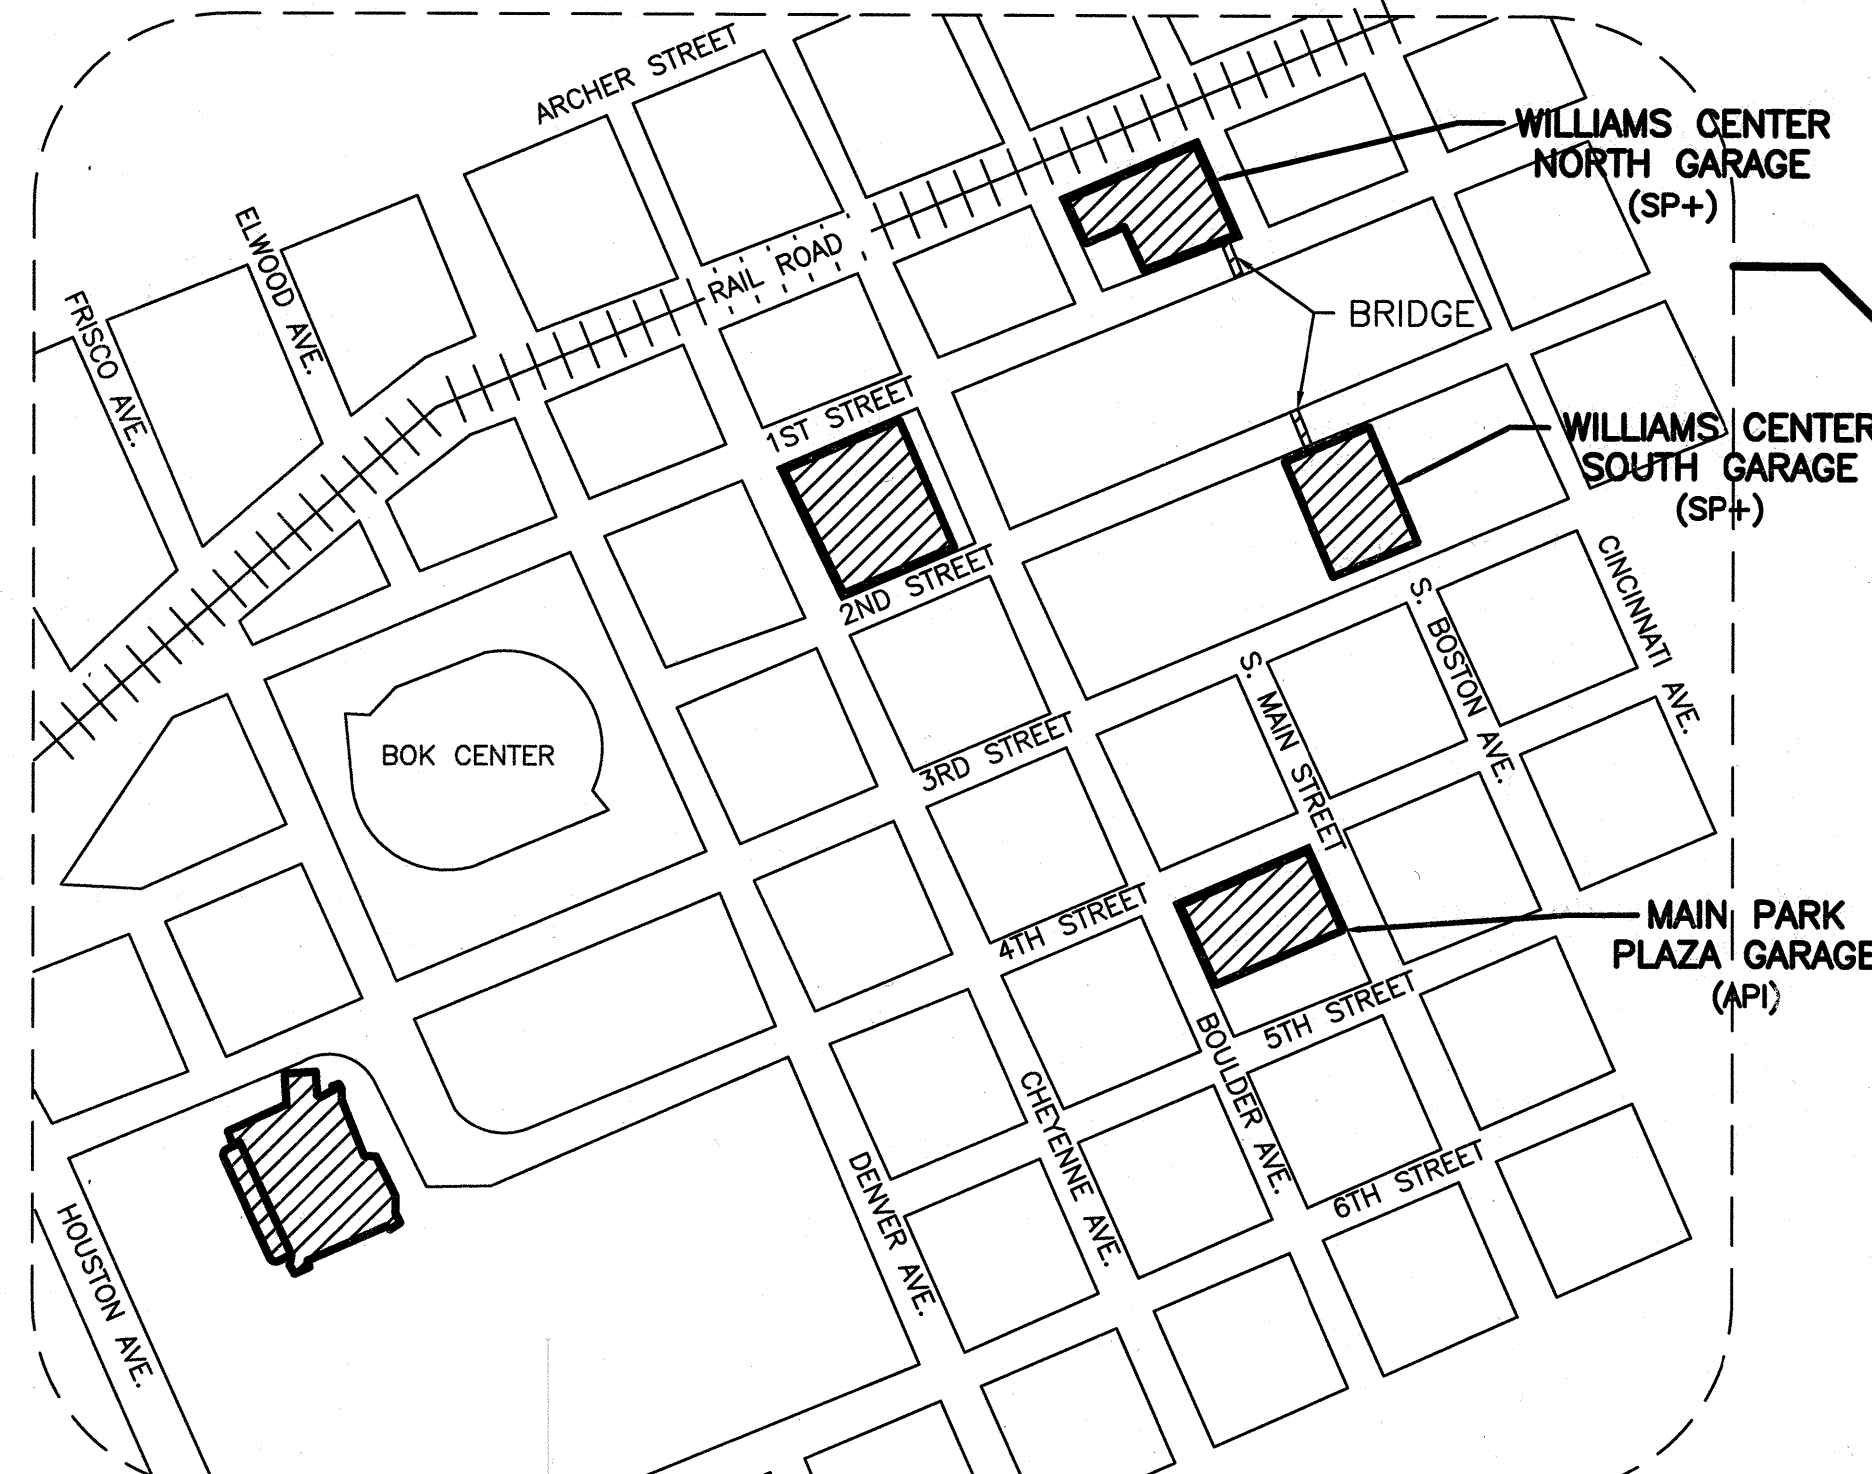 ARCHER STREET
WILLIAMS CENTER
NORTH GARAGE
(SP+)
ELWOOD AVE.
RAIL ROAD
FRISCO AVE.
BRIDGE
1ST STREET
WILLIAMS CENTER
SOUTH GARAGE
(SP+)
2ND STREET
CINCINNATI AVE.
S. BOSTON AVE.
S. MAIN STREET
3RD STREET
BOK CENTER
4TH STREET
MAIN PARK
PLAZA GARAGE
(API)
5TH STREET
BOULDER AVE.
CHEYENNE AVE.
6TH STREET
DENVER AVE.
HOUSTON AVE.